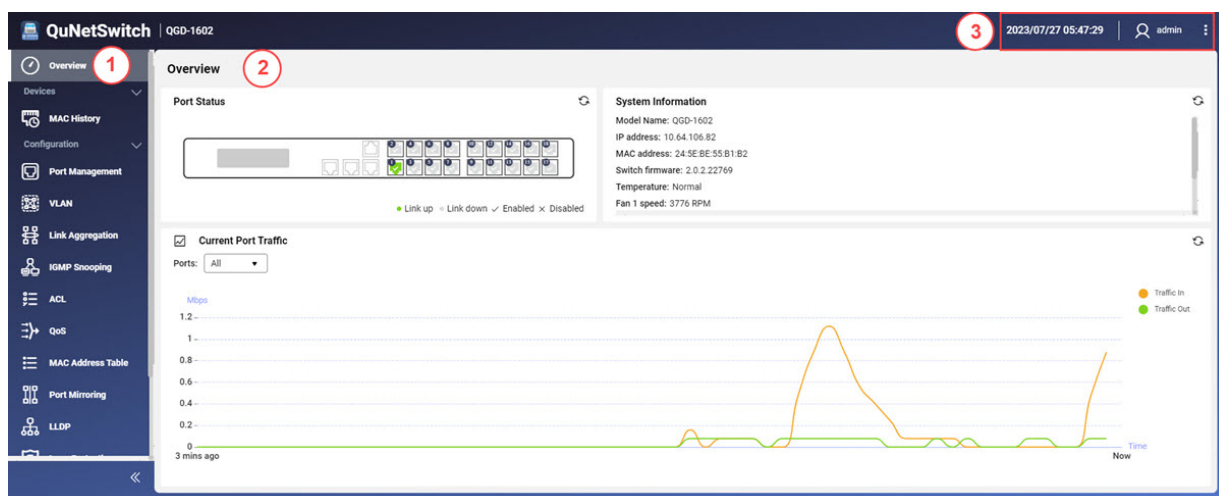 QuNetSwitch | QGD-1602
3
2023/07/27 05:47:29
admin
Overview
1
Devices
MAC History
Configuration
Port Management
VLAN
Link Aggregation
IGMP Snooping
ACL
QoS
MAC Address Table
Port Mirroring
LLDP
Overview
2
Port Status
Link up Link down Enabled Disabled
System Information
Model Name: QGD-1602
IP address: 10.64.106.82
MAC address: 24:5E:BE:55:B1:B2
Switch firmware: 2.0.2.22769
Temperature: Normal
Fan 1 speed: 3776 RPM
Current Port Traffic
Ports: All
Mbps
1.2
1
0.8
0.6
0.4
0.2
0
3 mins ago
Now
Time
Traffic In
Traffic Out